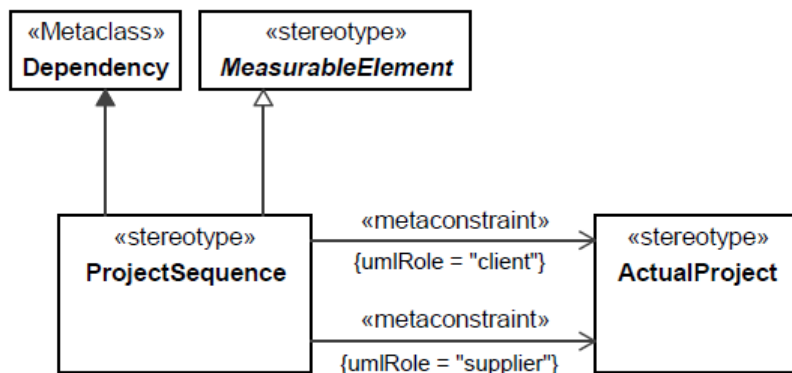 «Metaclass»
Dependency
«stereotype»
MeasurableElement
«stereotype»
ProjectSequence
«metaconstraint»
{umlRole = "client"}
«metaconstraint»
{umlRole = "supplier"}
«stereotype»
ActualProject